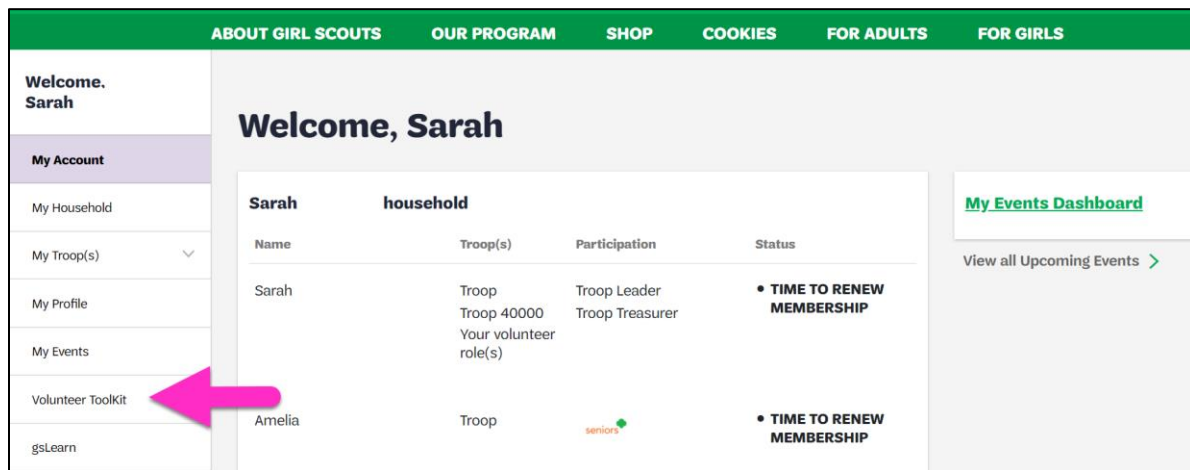 ABOUT GIRL SCOUTS OUR PROGRAM SHOP COOKIES FOR ADULTS FOR GIRLS
Welcome.
Sarah
My Account
My Household
My Troop(s)
My Profile
My Events
Volunteer ToolKit
gsLearn
Welcome, Sarah
Sarah household
Name Troop(s) Participation Status
Sarah Troop Troop Leader • TIME TO RENEW
Troop 40000 Troop Treasurer MEMBERSHIP
Your volunteer
role(s)
Amelia Troop seniors • TIME TO RENEW
MEMBERSHIP
My Events Dashboard
View all Upcoming Events >